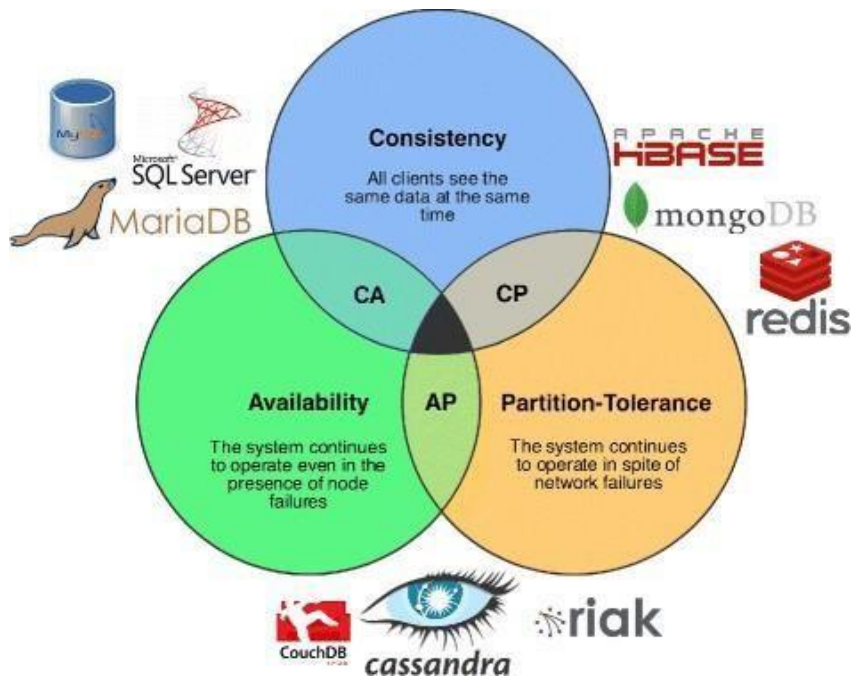 Consistency
All clients see the
same data at the same
time
MySQL
Microsoft®
SQL Server
MariaDB
APACHE
HBASE
mongoDB
redis
CA
CP
AP
Availability
The system continues
to operate even in the
presence of node
failures
Partition-Tolerance
The system continues
to operate in spite of
network failures
CouchDB
cassandra
riak